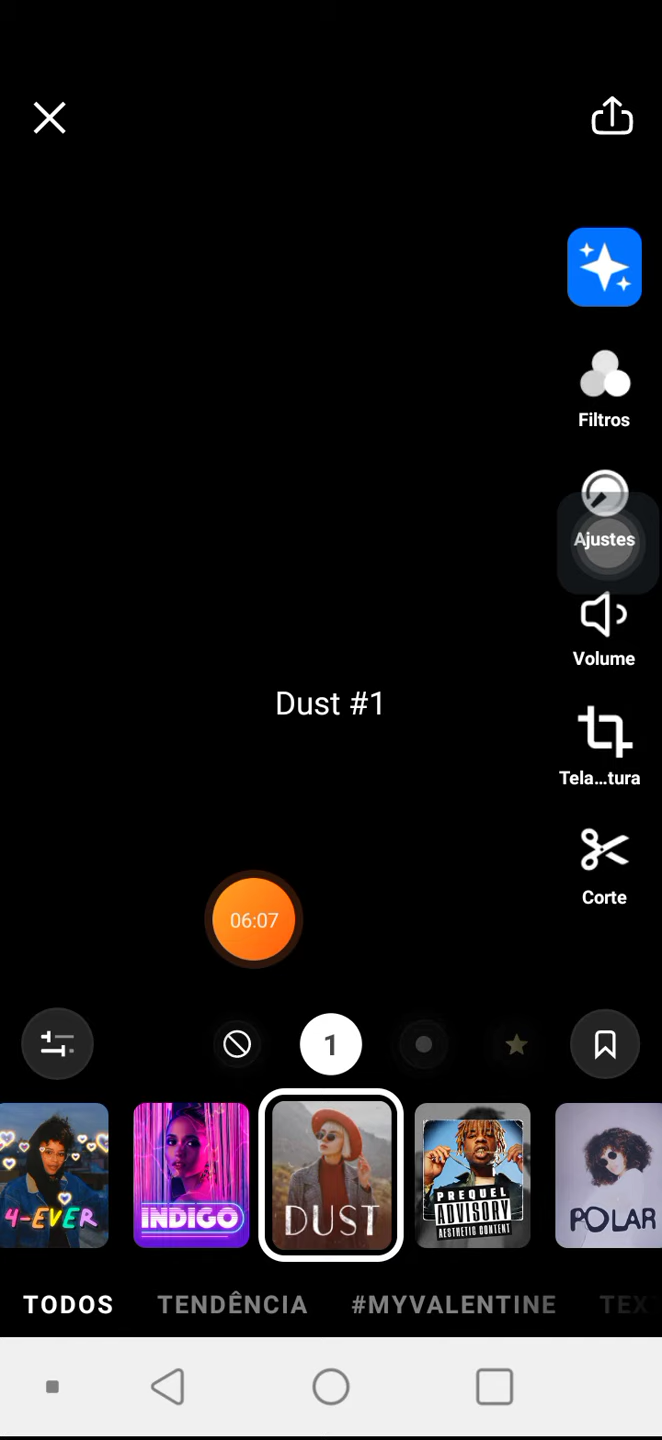 Filtros
Ajustes
Volume
Tela...tura
Dust #1
Corte
06:07
1
4-EVER
INDIGO
DUST
PREQUEL
ADVISORY
AESTHETIC CONTENT
POLAR
TODOS TENDÊNCIA #MYVALENTINE TEX